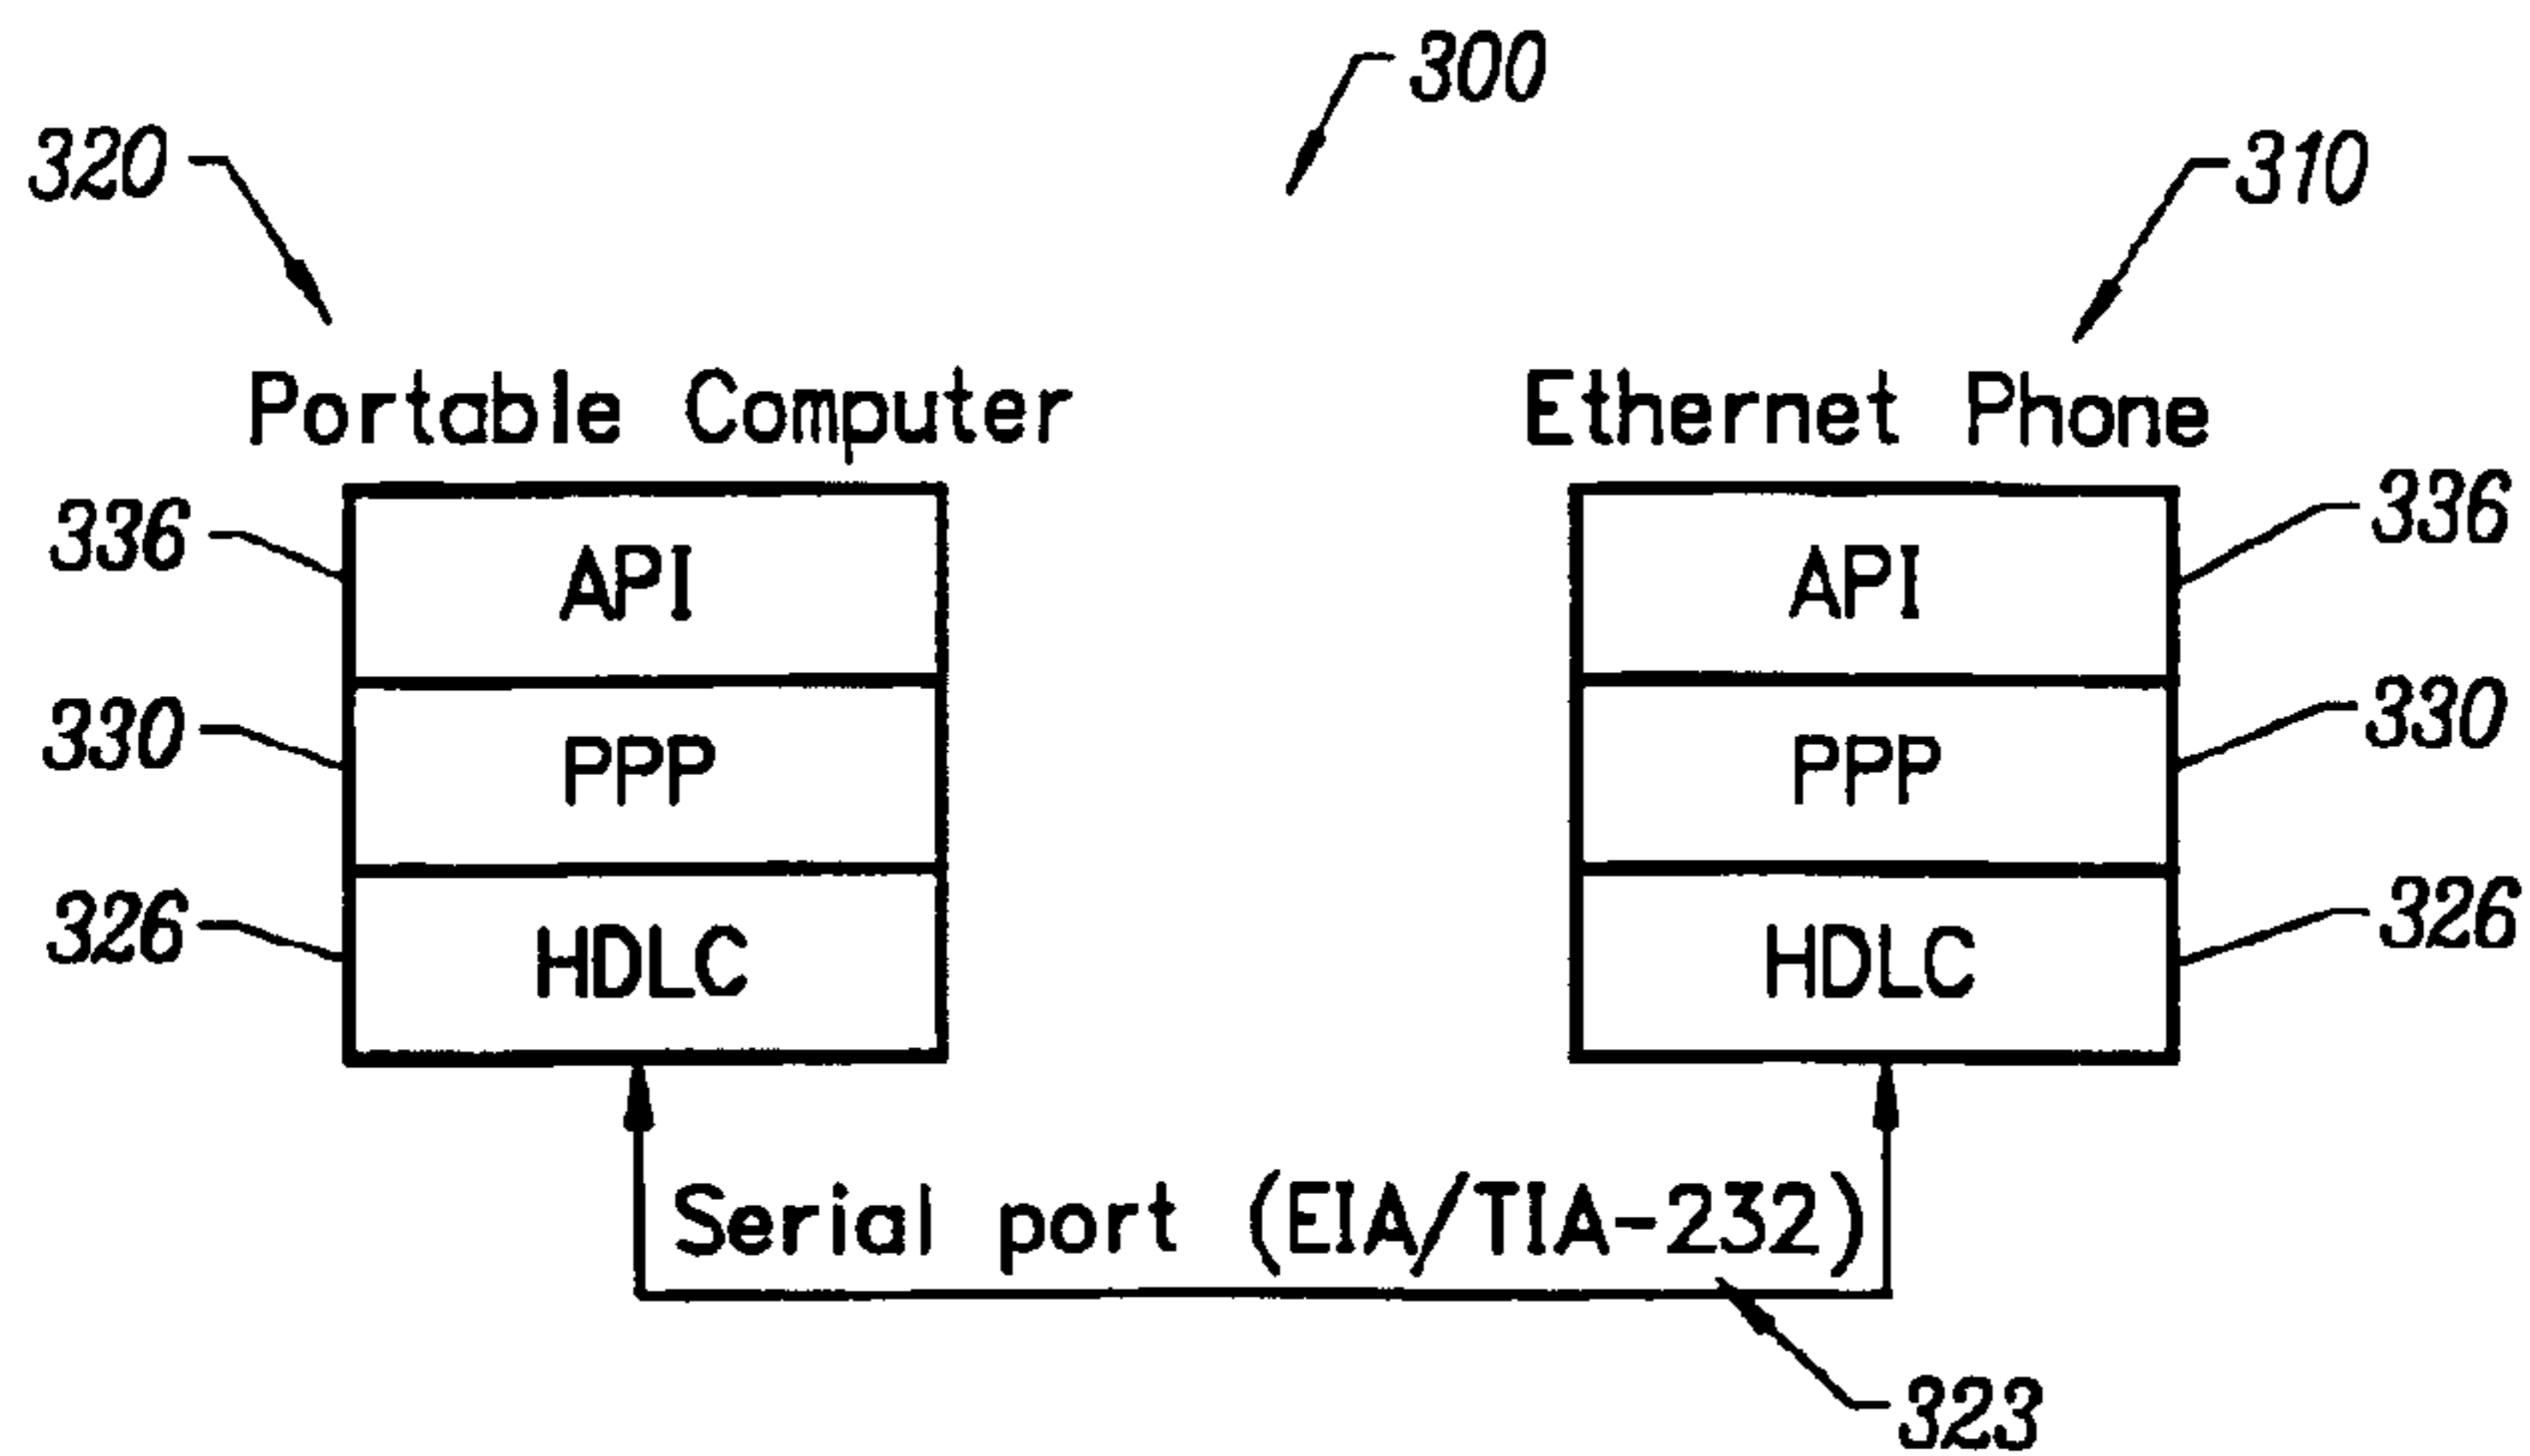 300
320
310
Portable Computer
Ethernet Phone
336 API
API 336
330 PPP
PPP 330
326 HDLC
HDLC 326
Serial port (EIA/TIA-232)
323